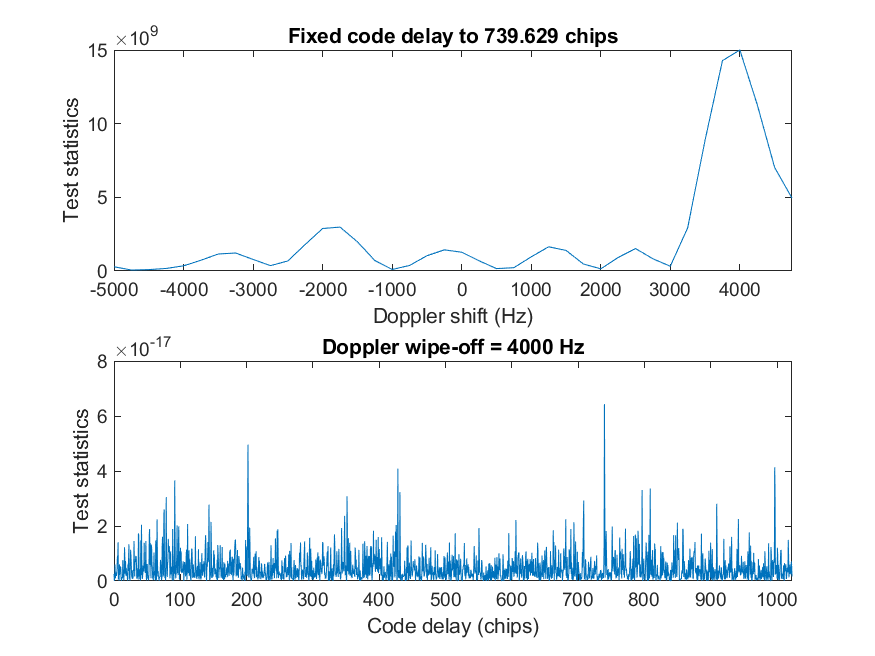 Fixed code delay to 739.629 chips
×10^9
15
10
5
0
Test statistics
-5000 -4000 -3000 -2000 -1000 0 1000 2000 3000 4000
Doppler shift (Hz)
Doppler wipe-off = 4000 Hz
×10^-17
8
6
4
2
0
Test statistics
0 100 200 300 400 500 600 700 800 900 1000
Code delay (chips)